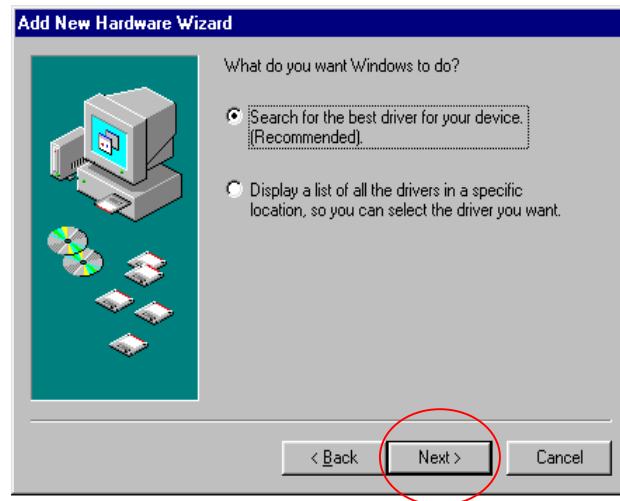 Add New Hardware Wizard
What do you want Windows to do?
Search for the best driver for your device.
(Recommended).
Display a list of all the drivers in a specific
location, so you can select the driver you want.
< Back
Next >
Cancel